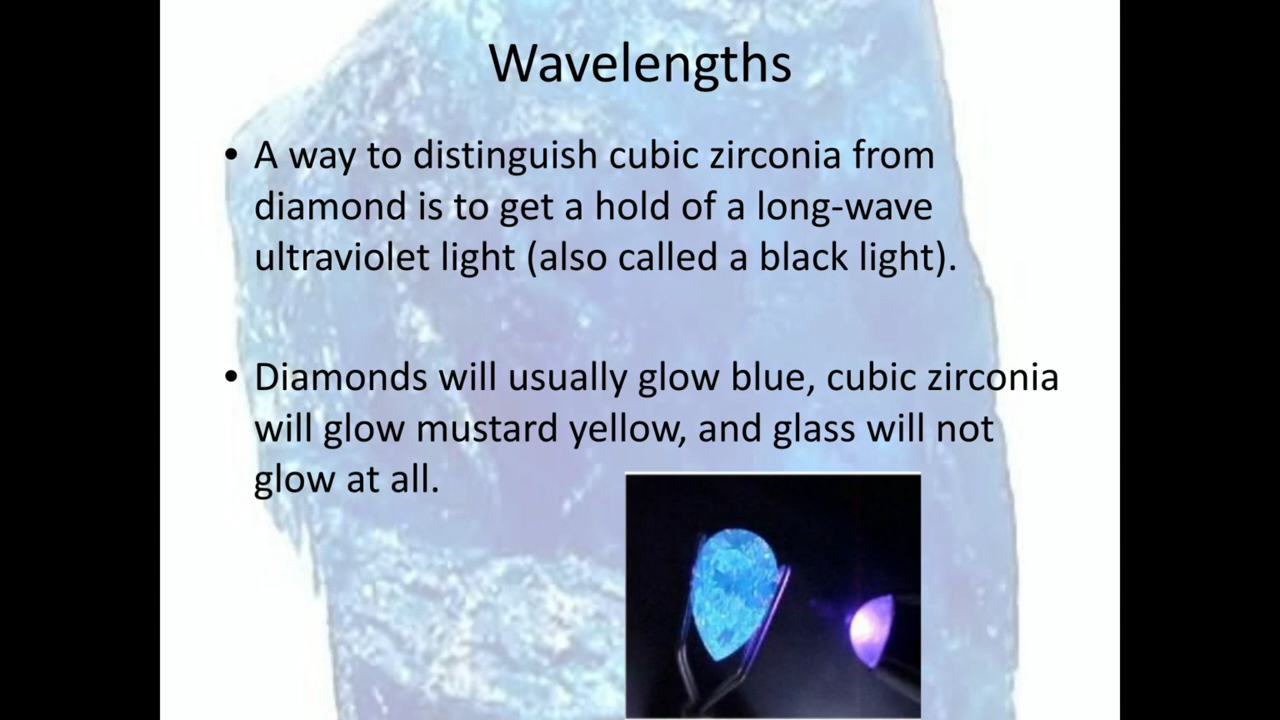 Wavelengths
• A way to distinguish cubic zirconia from
diamond is to get a hold of a long-wave
ultraviolet light (also called a black light).
• Diamonds will usually glow blue, cubic zirconia
will glow mustard yellow, and glass will not
glow at all.